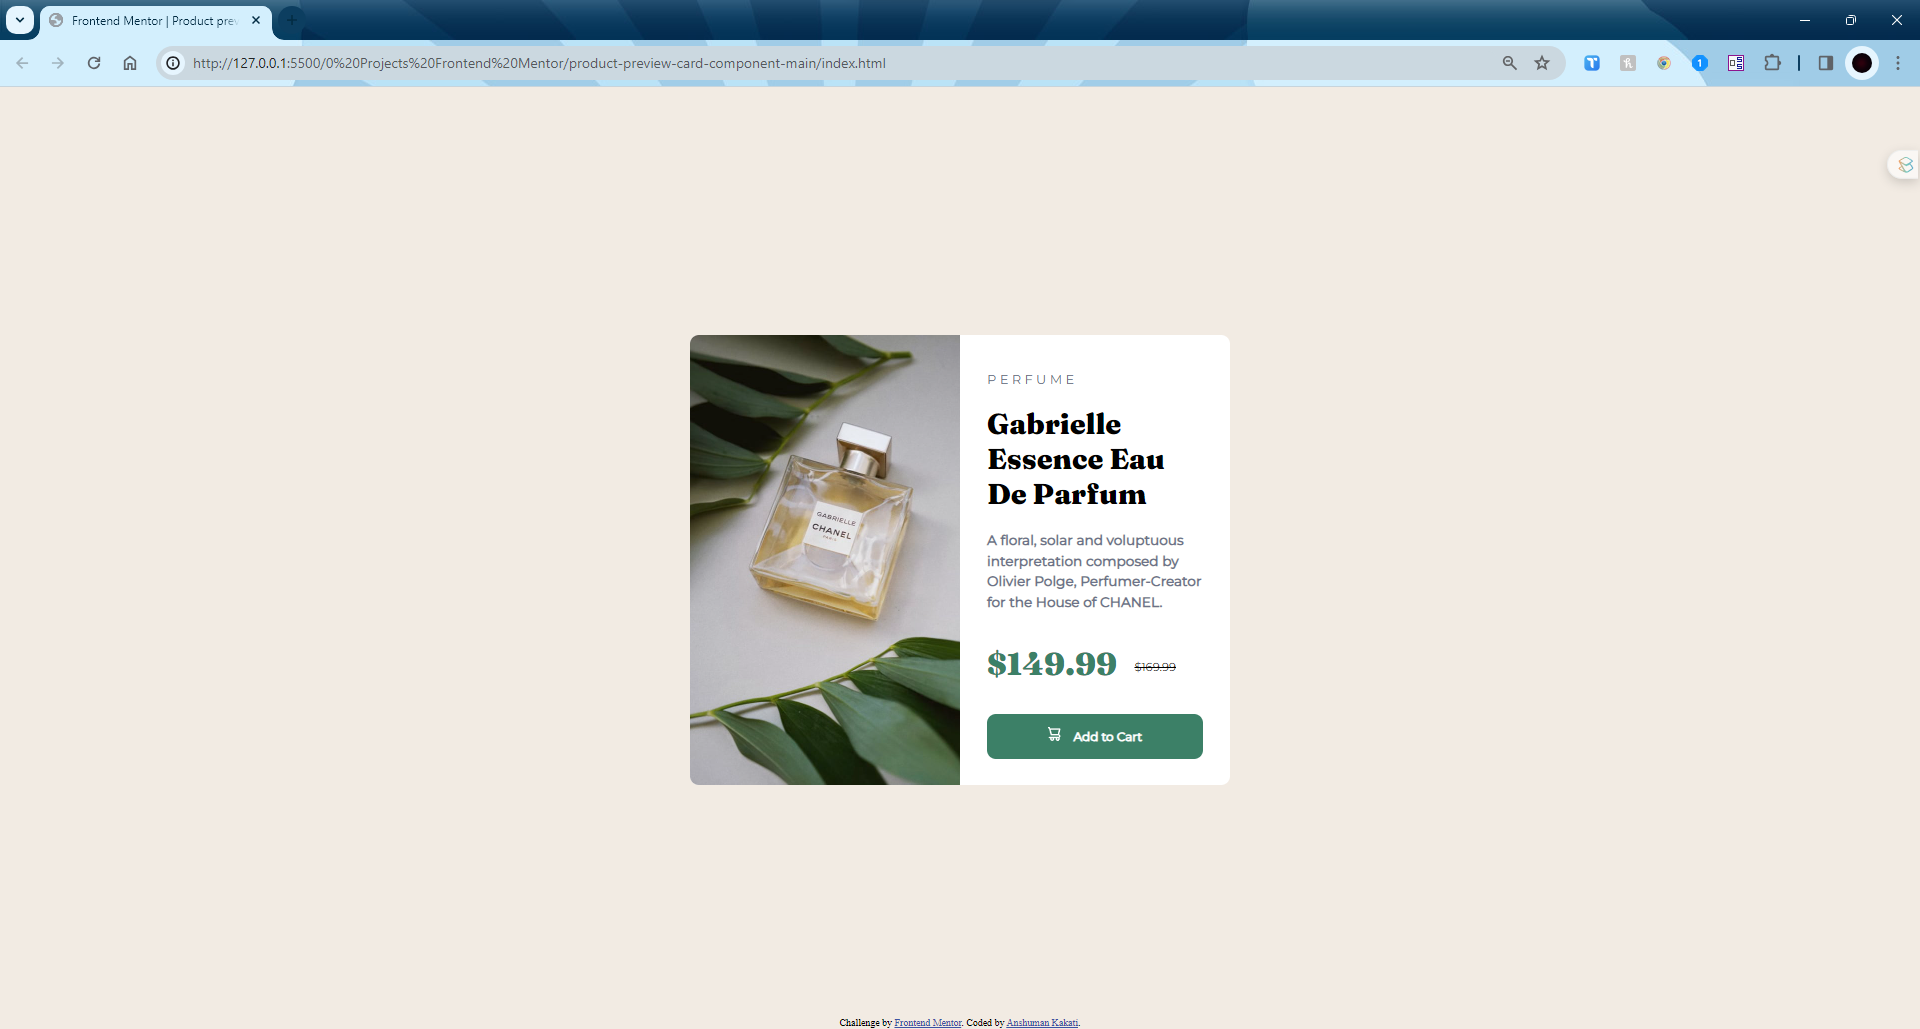 Frontend Mentor | Product prev
http://127.0.0.1:5500/0%20Projects%20Frontend%20Mentor/product-preview-card-component-main/index.html
1
GABRIELLE
CHANEL
PARIS
PERFUME
Gabrielle
Essence Eau
De Parfum
A floral, solar and voluptuous
interpretation composed by
Olivier Polge, Perfumer-Creator
for the House of CHANEL.
$149.99 $169.99
Add to Cart
Challenge by Frontend Mentor. Coded by Anshuman Kakati.